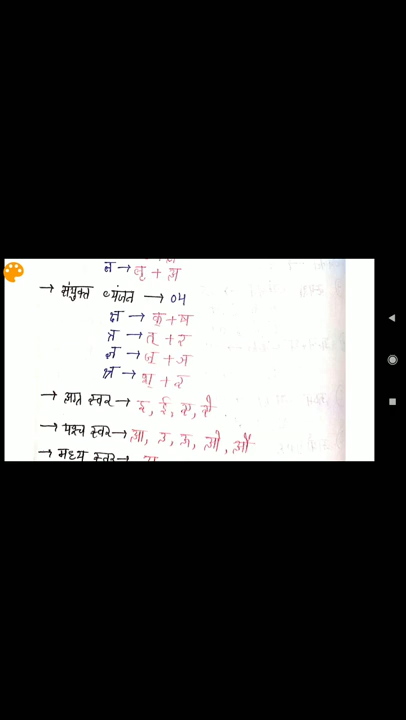 → संयुक्त व्यंजन → 04
क्ष → क् + ष
त्र → त् + र
ज्ञ → ज् + ञ
श्र → श् + र
→ अग्र स्वर → इ, ई, ए, ऐ
→ पश्च स्वर → आ, उ, ऊ, ओ, औ
→ मध्य स्वर →